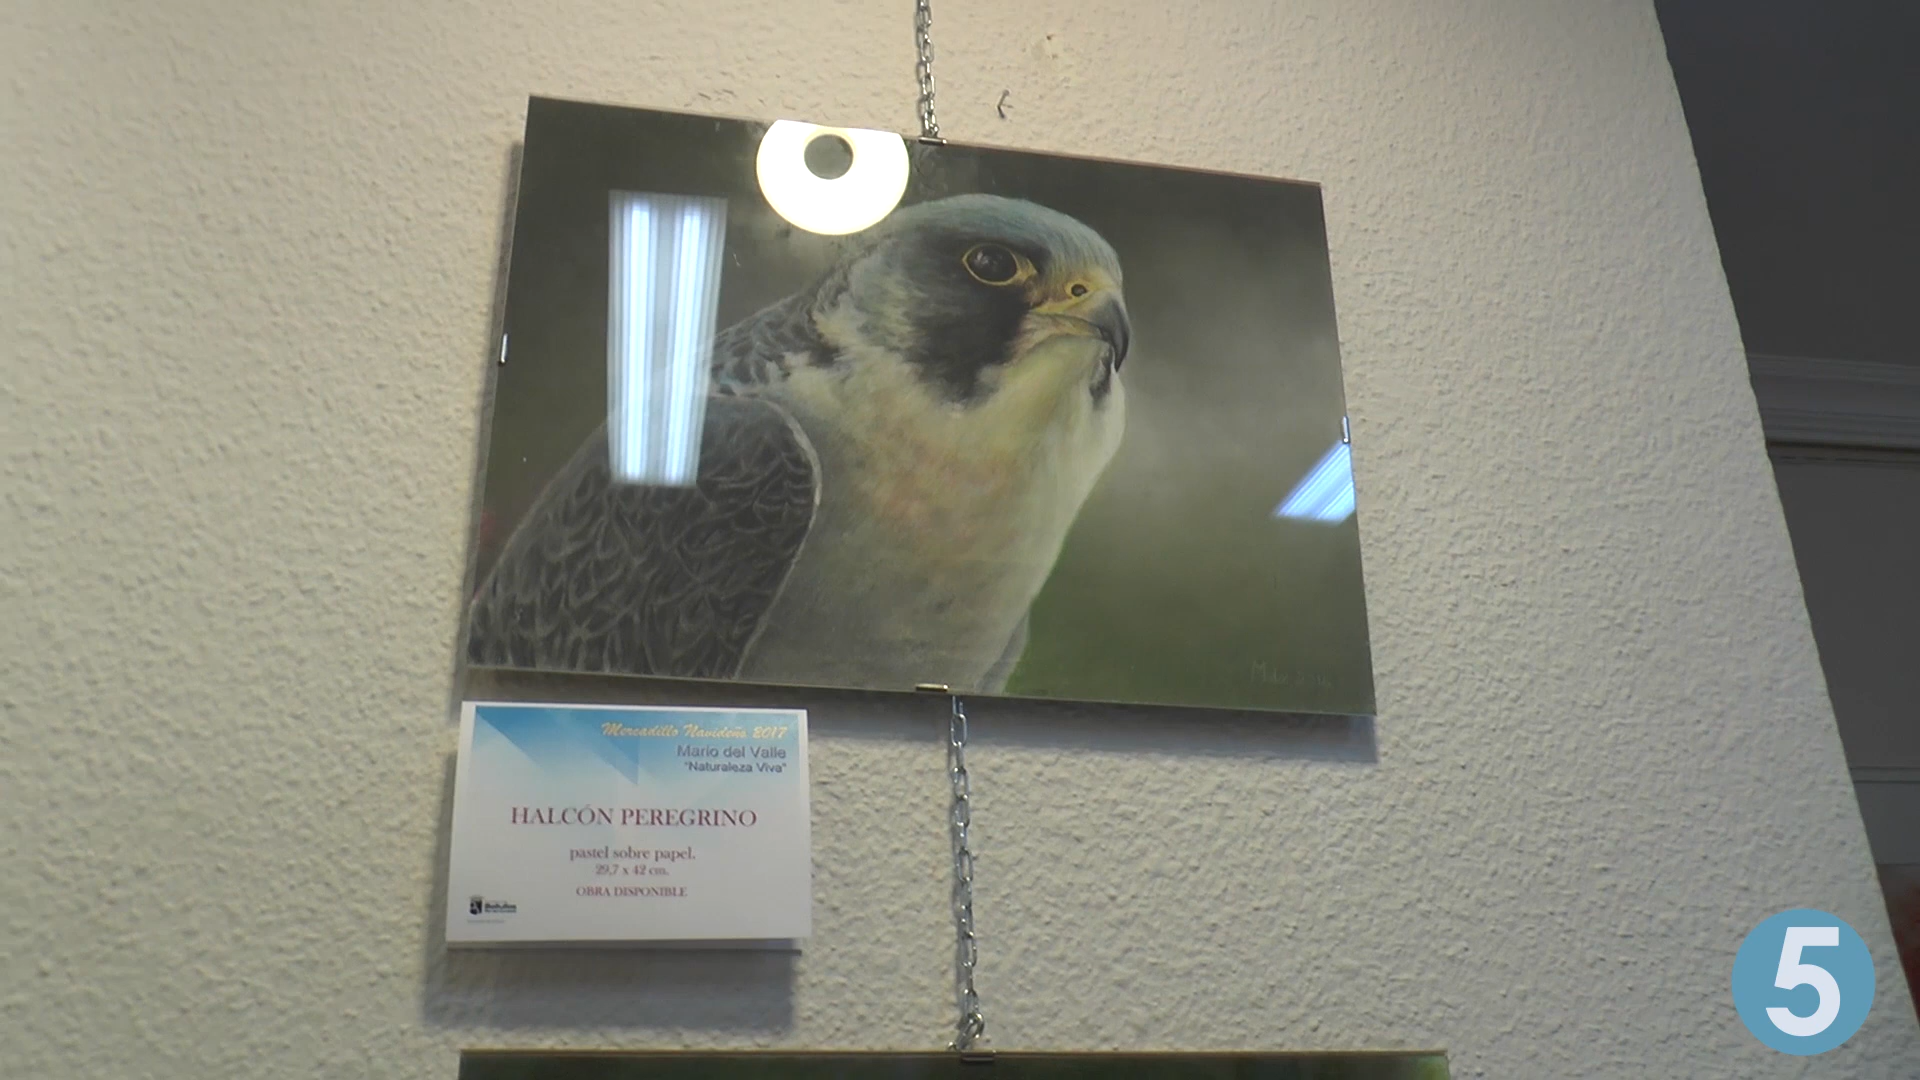 Mercadillo Navideño 2017
Mario del Valle
"Naturaleza Viva"
HALCÓN PEREGRINO
pastel sobre papel.
29,7 x 42 cm.
OBRA DISPONIBLE
5